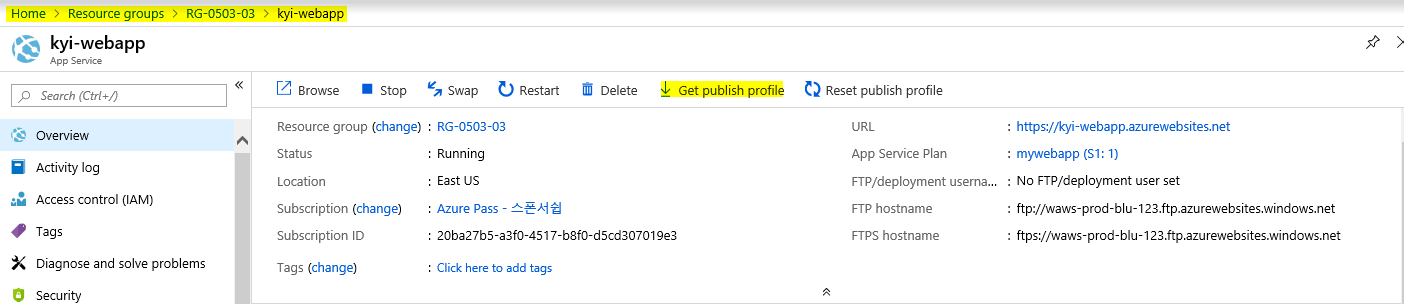 Home > Resource groups > RG-0503-03 > kyi-webapp
kyi-webapp
App Service
Search (Ctrl+/)
Overview
Activity log
Access control (IAM)
Tags
Diagnose and solve problems
Security
Browse Stop Swap Restart Delete Get publish profile Reset publish profile
Resource group (change) : RG-0503-03
Status : Running
Location : East US
Subscription (change) : Azure Pass - 스폰서쉽
Subscription ID : 20ba27b5-a3f0-4517-b8f0-d5cd307019e3
Tags (change) : Click here to add tags
URL : https://kyi-webapp.azurewebsites.net
App Service Plan : mywebapp (S1: 1)
FTP/deployment userna... : No FTP/deployment user set
FTP hostname : ftp://waws-prod-blu-123.ftp.azurewebsites.windows.net
FTPS hostname : ftps://waws-prod-blu-123.ftp.azurewebsites.windows.net